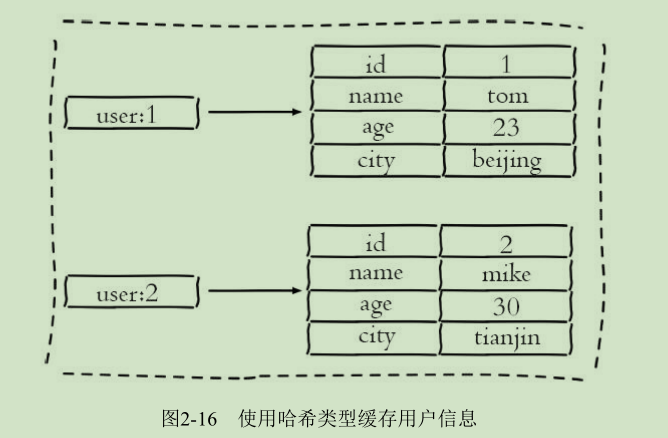 id 1
name tom
user:1
age 23
city beijing
id 2
name mike
user:2
age 30
city tianjin
图2-16 使用哈希类型缓存用户信息